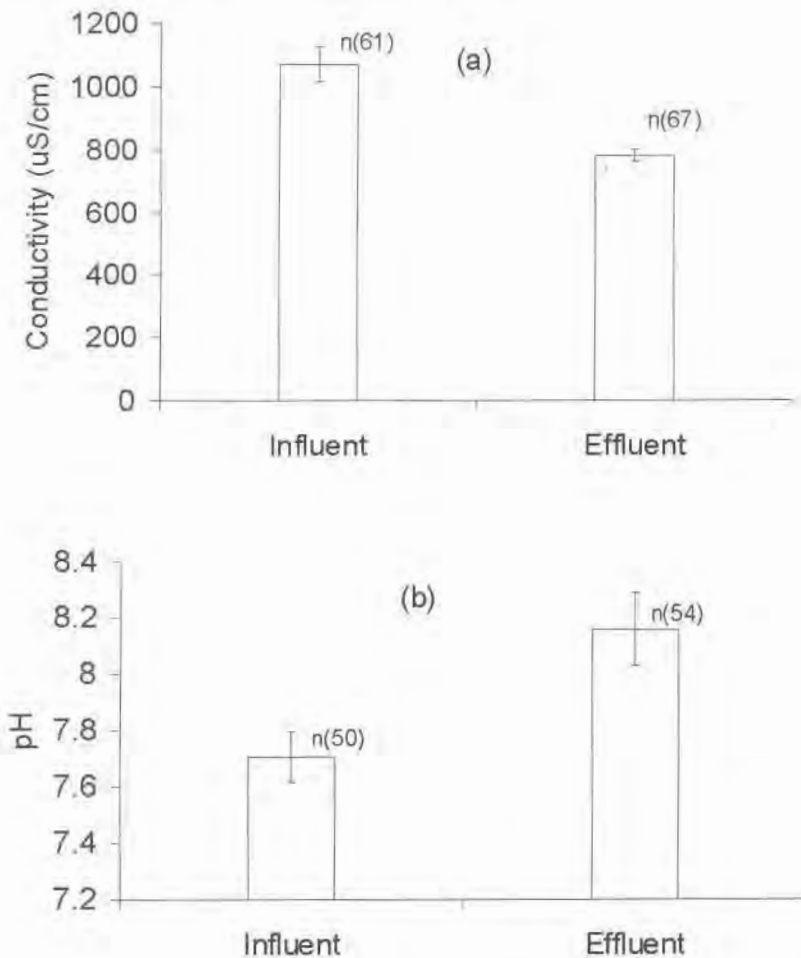 1200
1000
800
600
400
200
0
Conductivity (uS/cm)
n(61)
(a)
n(67)
Influent
Effluent
8.4
8.2
8
7.8
7.6
7.4
7.2
pH
(b)
n(50)
n(54)
Influent
Effluent